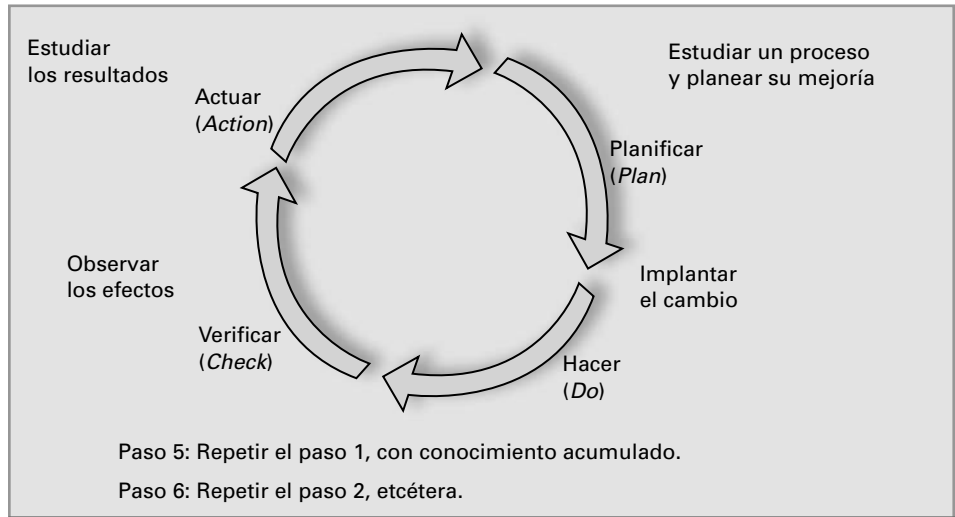 Estudiar
los resultados
Estudiar un proceso
y planear su mejoría
Actuar
(Action)
Planificar
(Plan)
Observar
los efectos
Implantar
el cambio
Verificar
(Check)
Hacer
(Do)
Paso 5: Repetir el paso 1, con conocimiento acumulado.
Paso 6: Repetir el paso 2, etcétera.